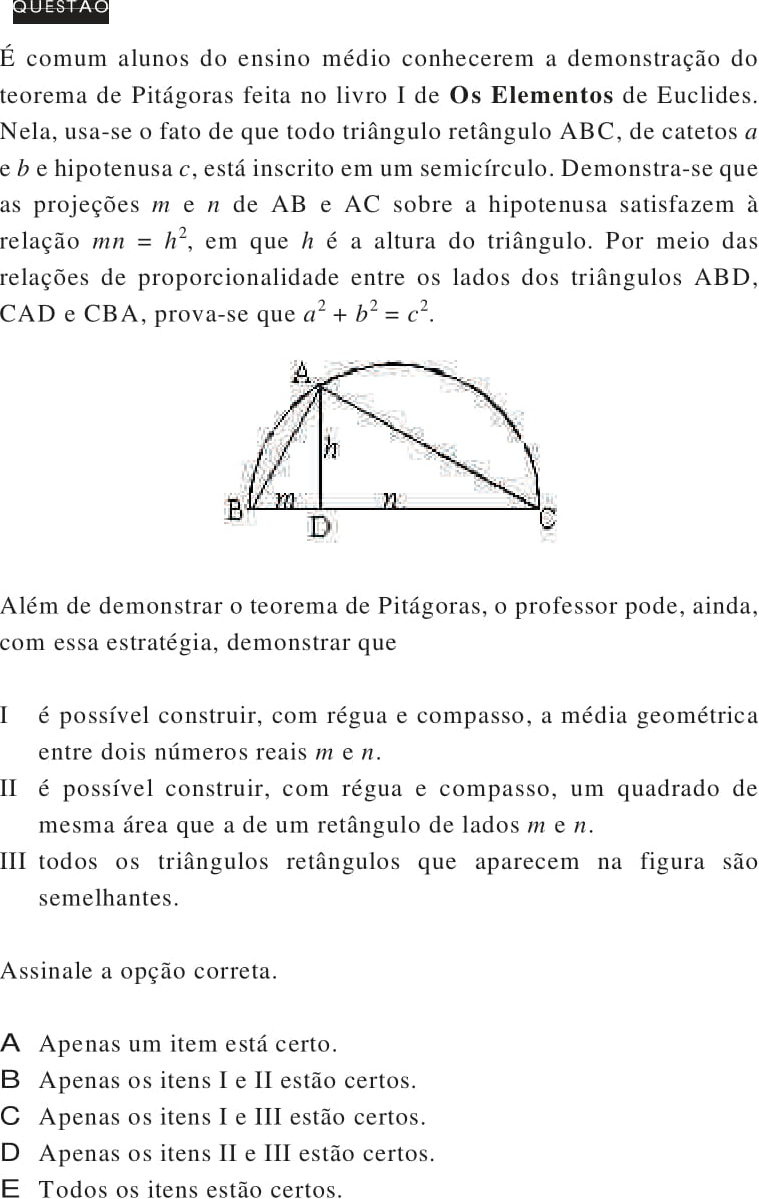 QUESTÃO
É comum alunos do ensino médio conhecerem a demonstração do
teorema de Pitágoras feita no livro I de Os Elementos de Euclides.
Nela, usa-se o fato de que todo triângulo retângulo ABC, de catetos a
e b e hipotenusa c, está inscrito em um semicírculo. Demonstra-se que
as projeções m e n de AB e AC sobre a hipotenusa satisfazem à
relação mn = h², em que h é a altura do triângulo. Por meio das
relações de proporcionalidade entre os lados dos triângulos ABD,
CAD e CBA, prova-se que a² + b² = c².
A
h
B m n C
D
Além de demonstrar o teorema de Pitágoras, o professor pode, ainda,
com essa estratégia, demonstrar que
I é possível construir, com régua e compasso, a média geométrica
entre dois números reais m e n.
II é possível construir, com régua e compasso, um quadrado de
mesma área que a de um retângulo de lados m e n.
III todos os triângulos retângulos que aparecem na figura são
semelhantes.
Assinale a opção correta.
A Apenas um item está certo.
B Apenas os itens I e II estão certos.
C Apenas os itens I e III estão certos.
D Apenas os itens II e III estão certos.
E Todos os itens estão certos.